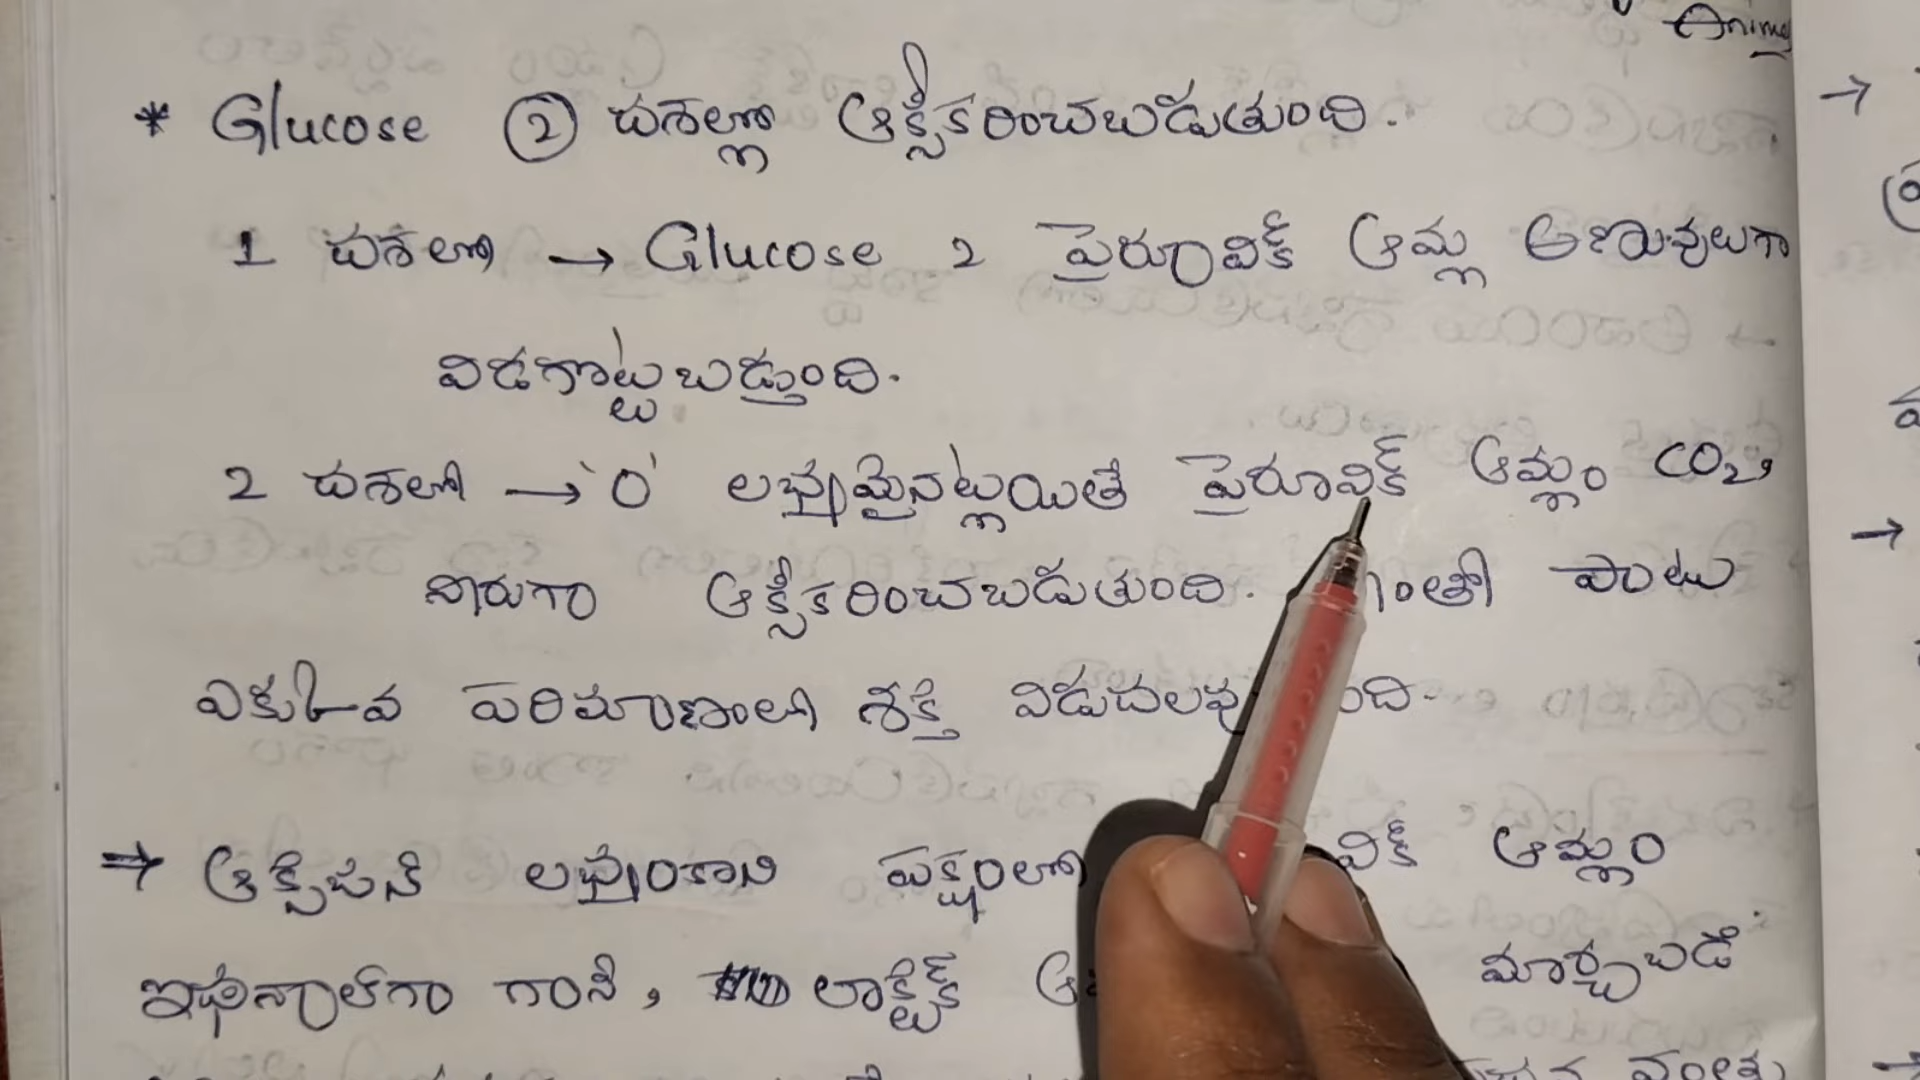 Anima
* Glucose ② దశల్లో ఆక్సీకరించబడుతుంది.
1 దశలో → Glucose 2 పైరూవిక్ ఆమ్ల అణువులుగా
విడగొట్టబడ్తుంది.
2 దశలో → 'O' లభ్యమైనట్లయితే పైరూవిక్ ఆమ్లం CO2,
నీరుగా ఆక్సీకరించబడుతుంది. పాటు
ఎక్కువ పరిమాణంలో శక్తి
→ ఆక్సిజన్ లభ్యంకాని పక్షంలో ఆమ్లం
ఇథనాల్‌గా గాని, లాక్టిక్ మార్చబడే